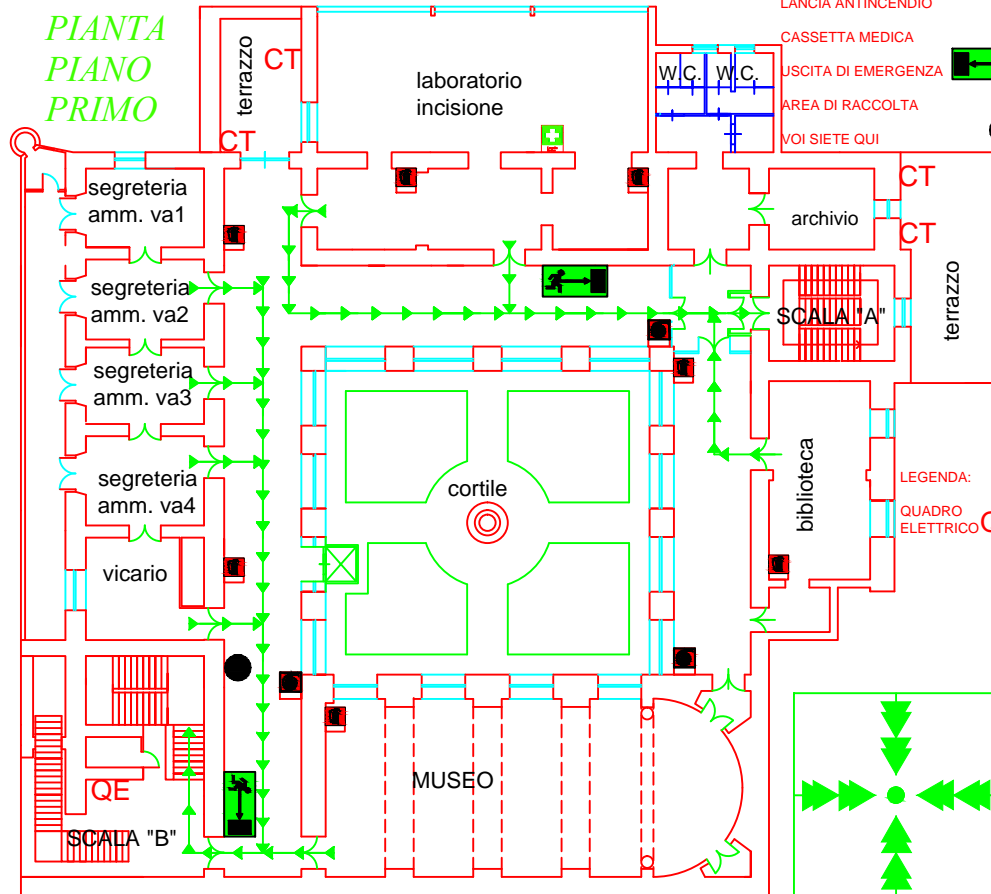 PIANTA
PIANO
PRIMO
LANCIA ANTINCENDIO
CASSETTA MEDICA
USCITA DI EMERGENZA
AREA DI RACCOLTA
VOI SIETE QUI
terrazzo
CT
CT
laboratorio
incisione
W.C.
W.C.
segreteria
amm. va1
archivio
CT
CT
segreteria
amm. va2
SCALA "A"
terrazzo
segreteria
amm. va3
segreteria
amm. va4
cortile
biblioteca
LEGENDA:
QUADRO
ELETTRICO
vicario
QE
SCALA "B"
MUSEO